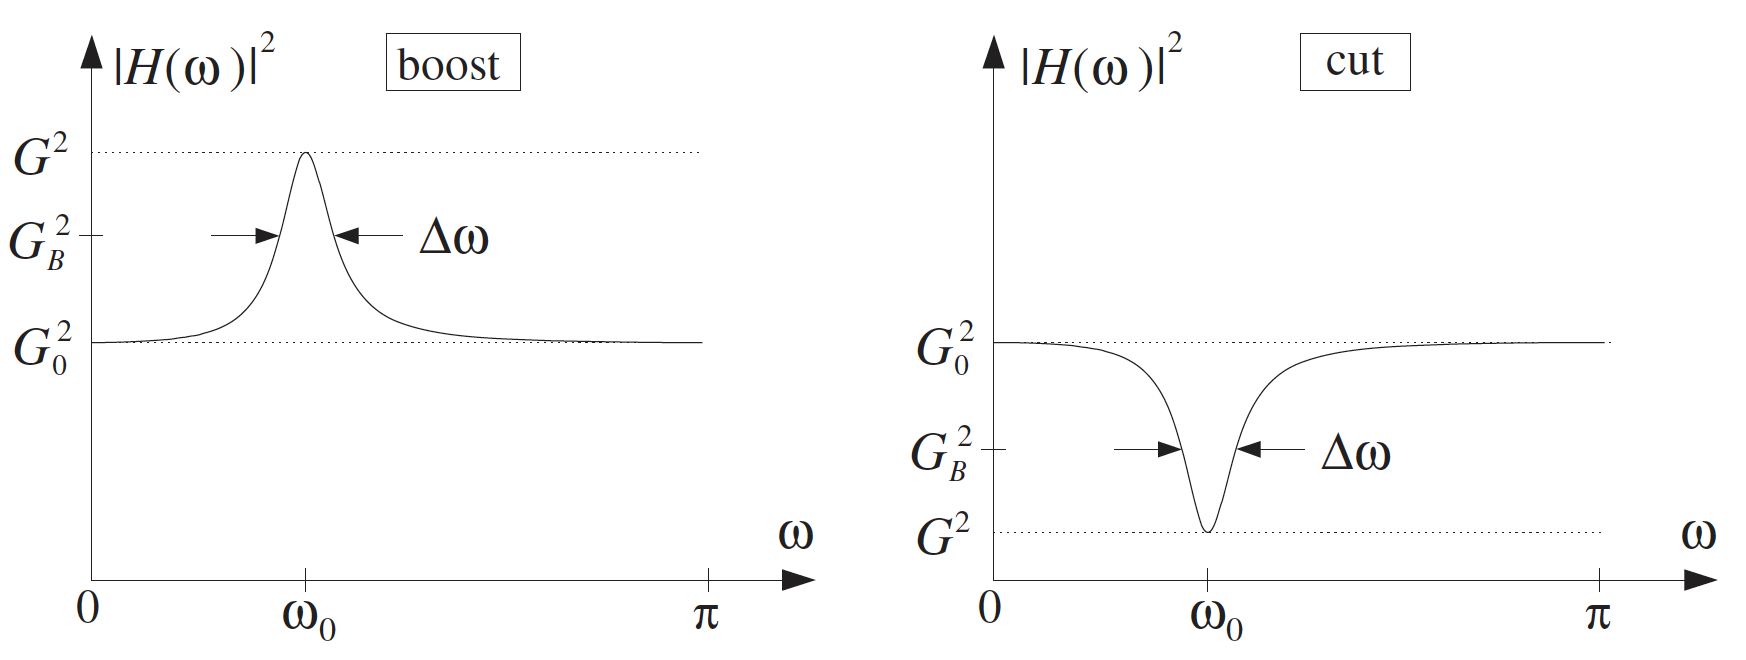 |H(ω)|² boost
G²
G_B² Δω
G_0²
ω
0 ω_0 π
|H(ω)|² cut
G_0²
G_B² Δω
G²
ω
0 ω_0 π